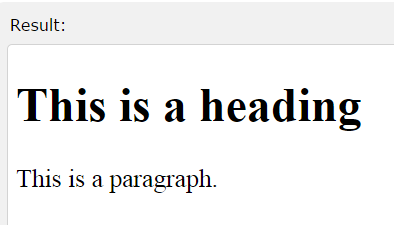 Result:
This is a heading
This is a paragraph.